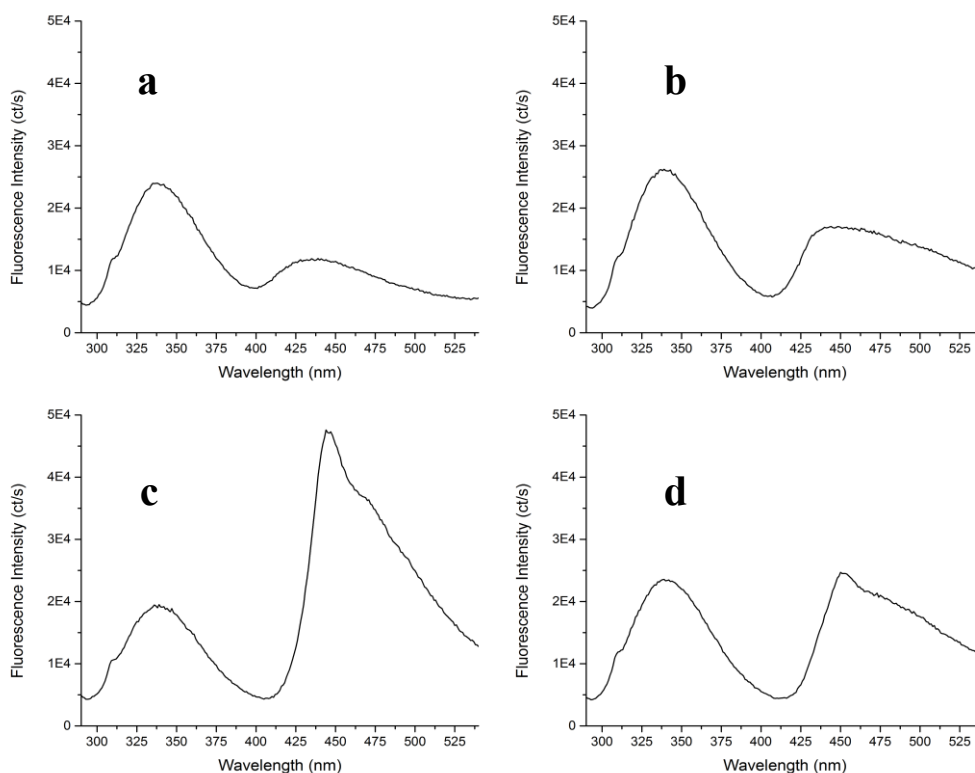 a
Fluorescence Intensity (ct/s)
5E4
4E4
3E4
2E4
1E4
0
300 325 350 375 400 425 450 475 500 525
Wavelength (nm)
b
Fluorescence Intensity (ct/s)
5E4
4E4
3E4
2E4
1E4
0
300 325 350 375 400 425 450 475 500 525
Wavelength (nm)
c
Fluorescence Intensity (ct/s)
5E4
4E4
3E4
2E4
1E4
0
300 325 350 375 400 425 450 475 500 525
Wavelength (nm)
d
Fluorescence Intensity (ct/s)
5E4
4E4
3E4
2E4
1E4
0
300 325 350 375 400 425 450 475 500 525
Wavelength (nm)